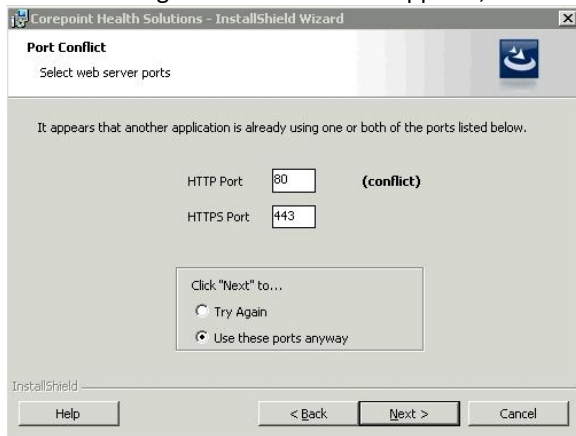 Corepoint Health Solutions - InstallShield Wizard
Port Conflict
Select web server ports
It appears that another application is already using one or both of the ports listed below.
HTTP Port 80 (conflict)
HTTPS Port 443
Click "Next" to...
Try Again
Use these ports anyway
InstallShield
Help < Back Next > Cancel